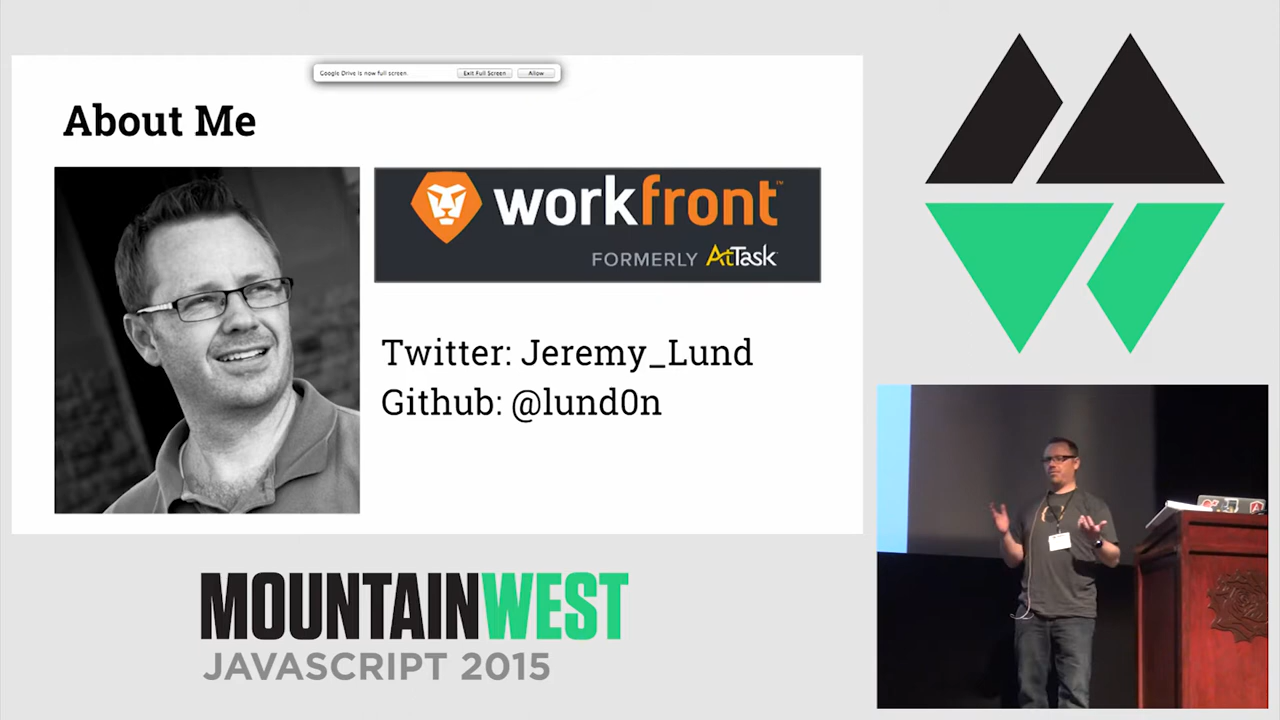 Google Drive is now full screen.
Exit Full Screen
Allow
About Me
workfront™
FORMERLY AtTask
Twitter: Jeremy_Lund
Github: @lund0n
MOUNTAINWEST
JAVASCRIPT 2015